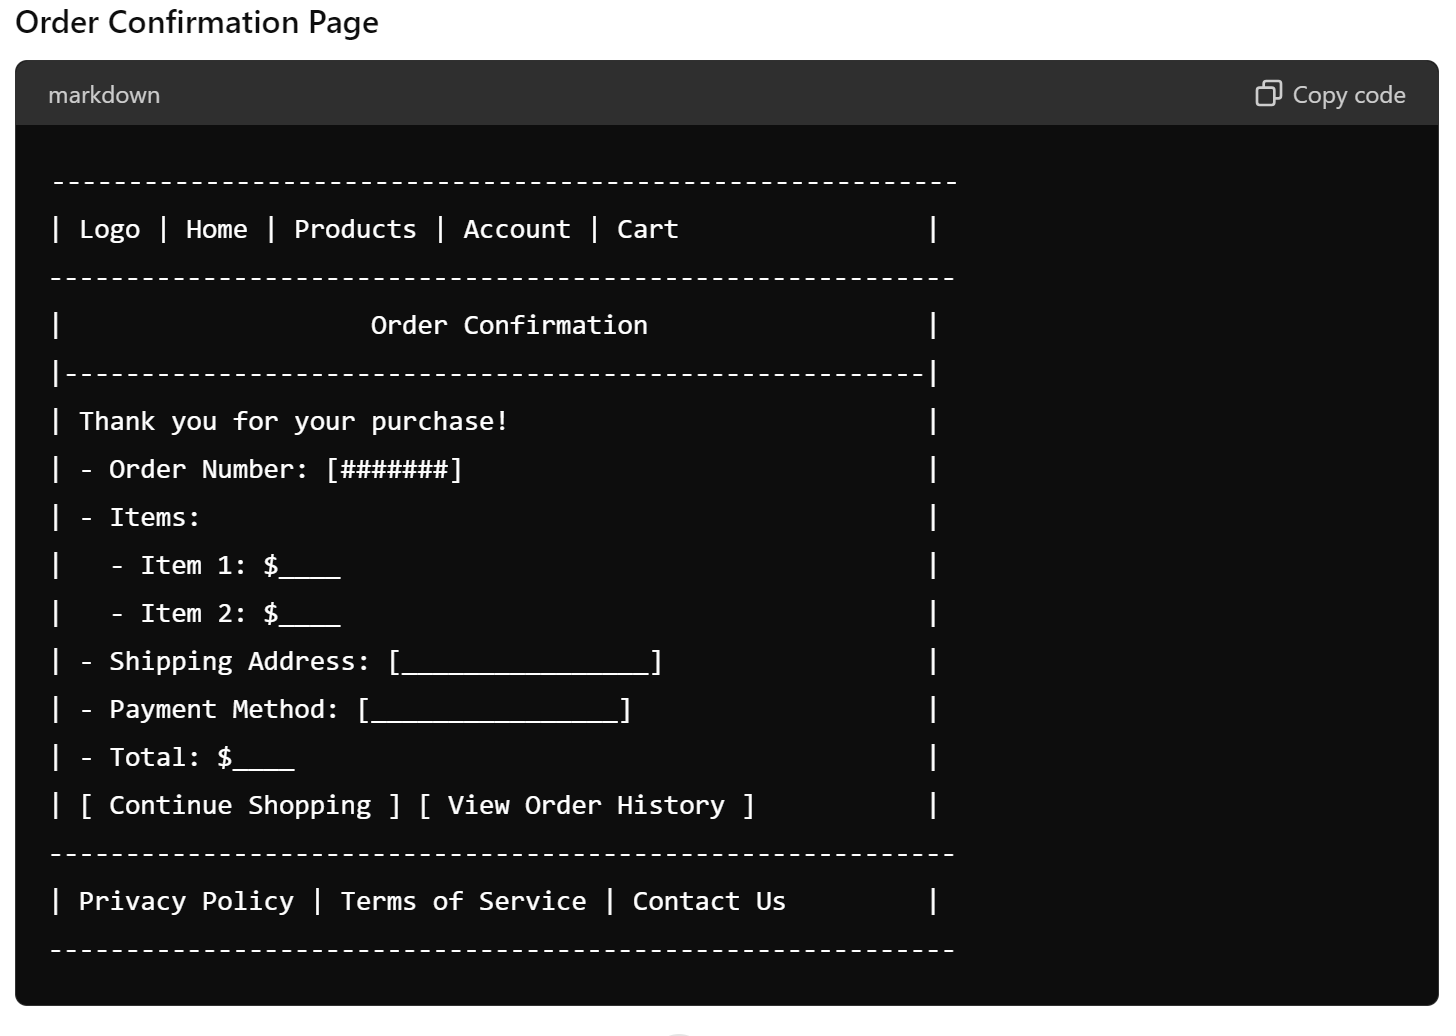 Order Confirmation Page
markdown
Copy code
-----------------------------------------------------------
| Logo | Home | Products | Account | Cart                |
-----------------------------------------------------------
|                    Order Confirmation                  |
|--------------------------------------------------------|
| Thank you for your purchase!                           |
| - Order Number: [#######]                              |
| - Items:                                               |
|   - Item 1: $____                                      |
|   - Item 2: $____                                      |
| - Shipping Address: [________________]                 |
| - Payment Method: [________________]                   |
| - Total: $____                                         |
| [ Continue Shopping ] [ View Order History ]           |
-----------------------------------------------------------
| Privacy Policy | Terms of Service | Contact Us         |
-----------------------------------------------------------